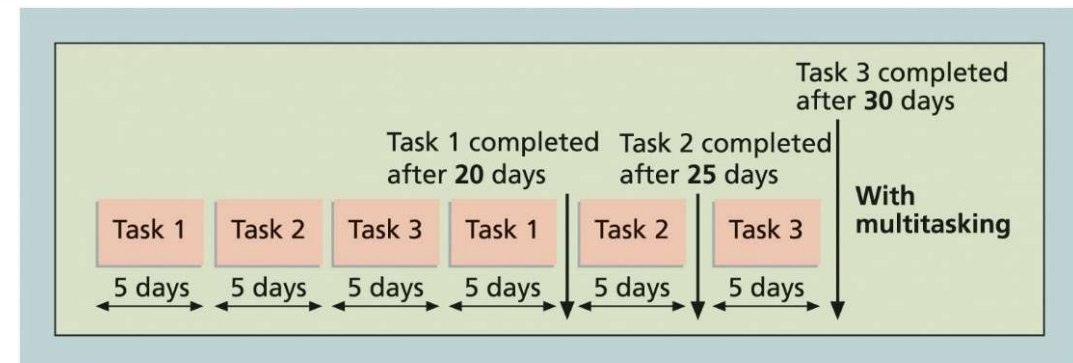 Task 3 completed
after 30 days
Task 1 completed
after 20 days
Task 2 completed
after 25 days
With
multitasking
Task 1
Task 2
Task 3
Task 1
Task 2
Task 3
5 days
5 days
5 days
5 days
5 days
5 days